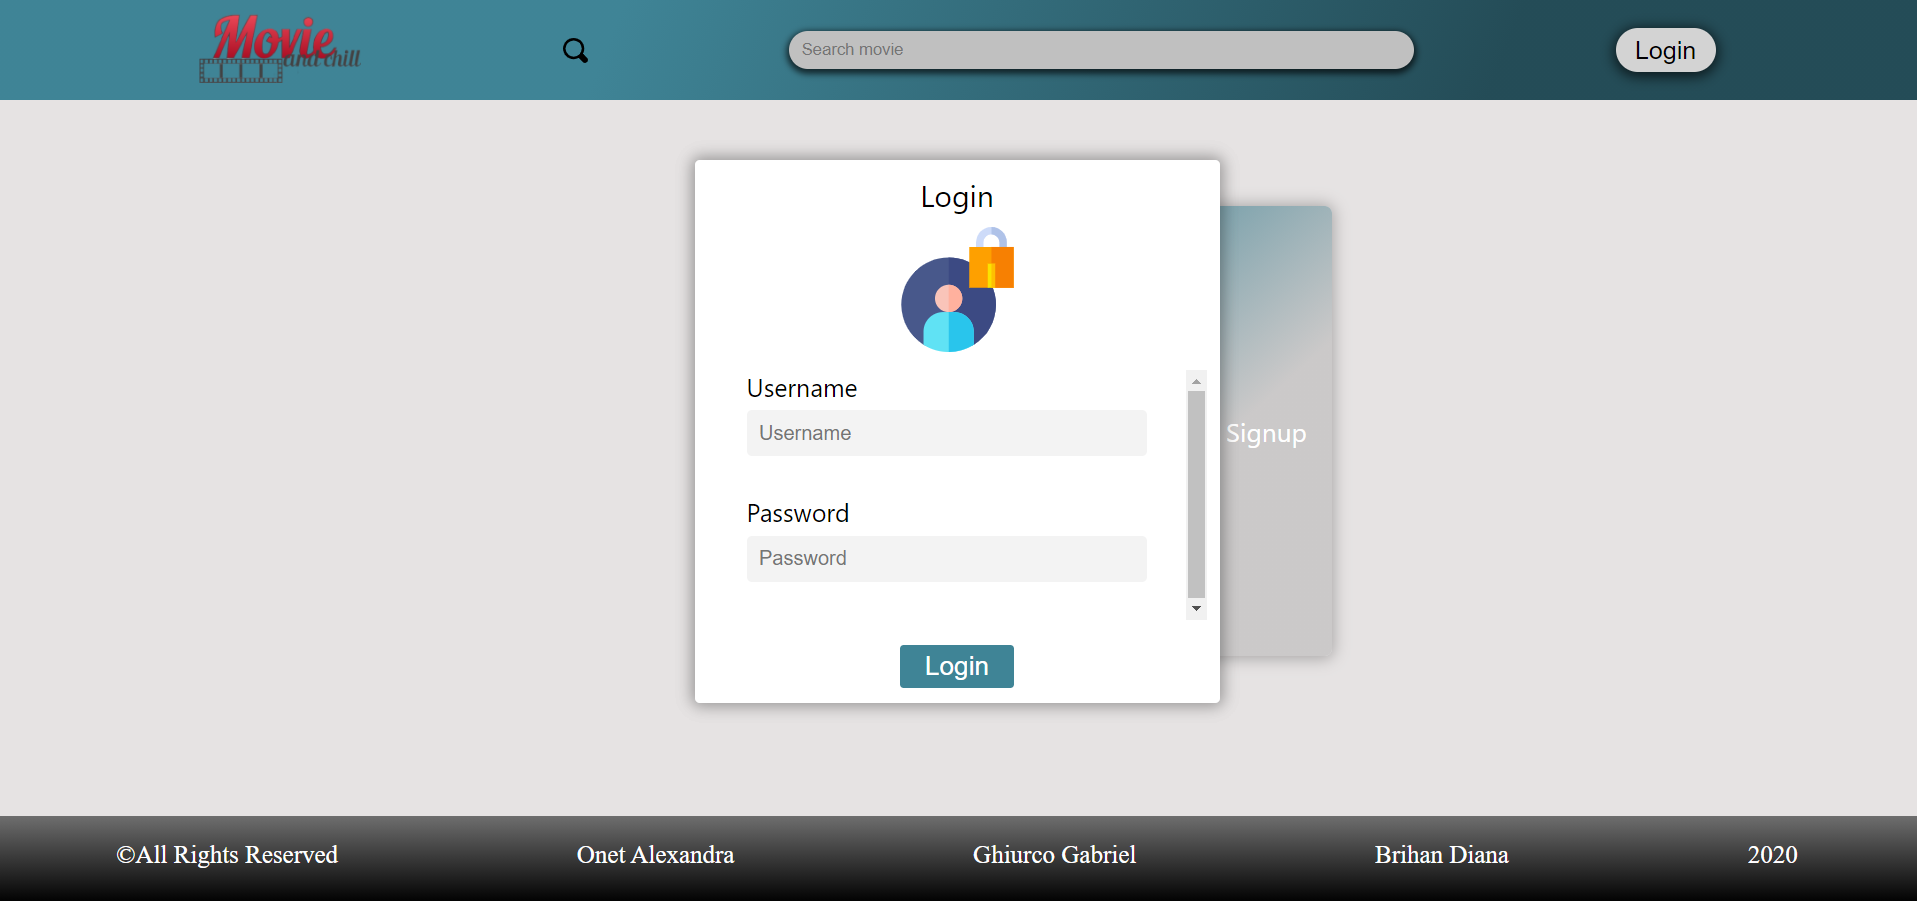 Movie
and chill
Search movie
Login
Login
Username
Username
Signup
Password
Password
Login
©All Rights Reserved
Onet Alexandra
Ghiurco Gabriel
Brihan Diana
2020